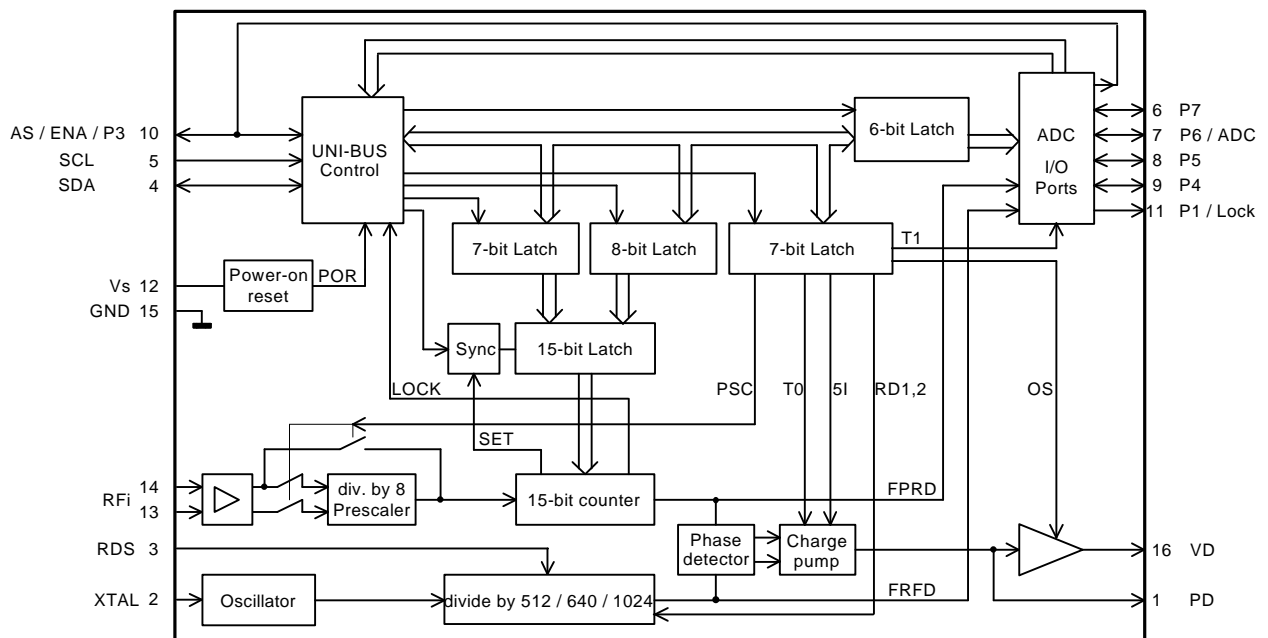 AS / ENA / P3 10
SCL 5
SDA 4
UNI-BUS
Control
6-bit Latch
ADC
I/O
Ports
6 P7
7 P6 / ADC
8 P5
9 P4
11 P1 / Lock
7-bit Latch
8-bit Latch
7-bit Latch
T1
Vs 12
GND 15
Power-on
reset
POR
Sync
15-bit Latch
LOCK
PSC
T0
5I
RD1,2
OS
SET
RFi
14
13
div. by 8
Prescaler
15-bit counter
FPRD
RDS 3
Phase
detector
Charge
pump
16 VD
XTAL 2
Oscillator
divide by 512 / 640 / 1024
FRFD
1 PD